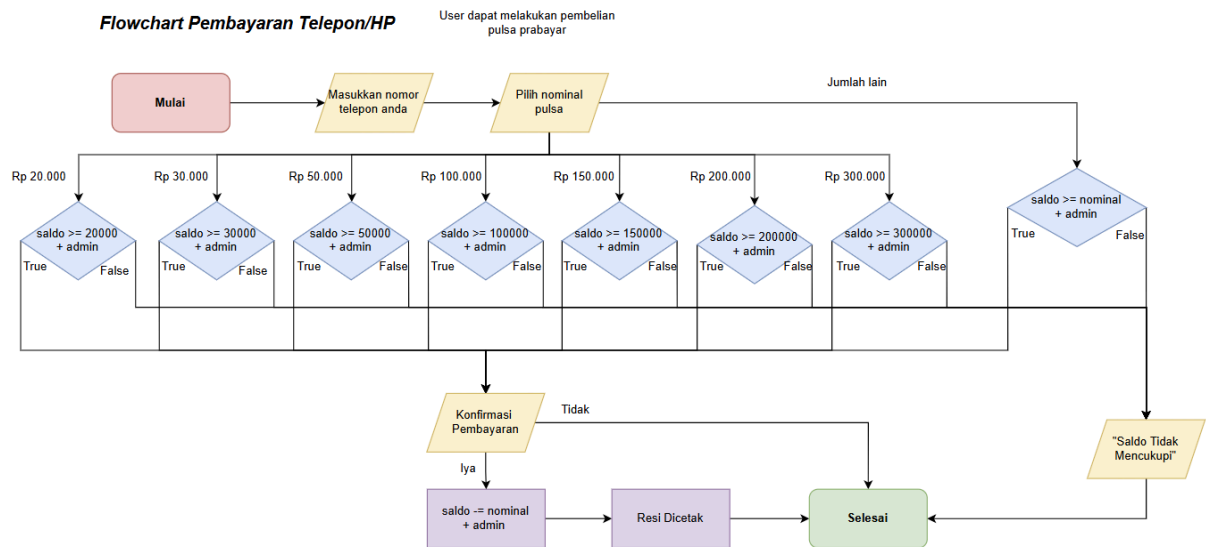 Flowchart Pembayaran Telepon/HP
User dapat melakukan pembelian
pulsa prabayar
Mulai
Masukkan nomor
telepon anda
Pilih nominal
pulsa
Jumlah lain
Rp 20.000
Rp 30.000
Rp 50.000
Rp 100.000
Rp 150.000
Rp 200.000
Rp 300.000
saldo >= 20000
+ admin
True
False
saldo >= 30000
+ admin
True
False
saldo >= 50000
+ admin
True
False
saldo >= 100000
+ admin
True
False
saldo >= 150000
+ admin
True
False
saldo >= 200000
+ admin
True
False
saldo >= 300000
+ admin
True
False
saldo >= nominal
+ admin
True
False
Konfirmasi
Pembayaran
Tidak
Iya
"Saldo Tidak
Mencukupi"
saldo -= nominal
+ admin
Resi Dicetak
Selesai